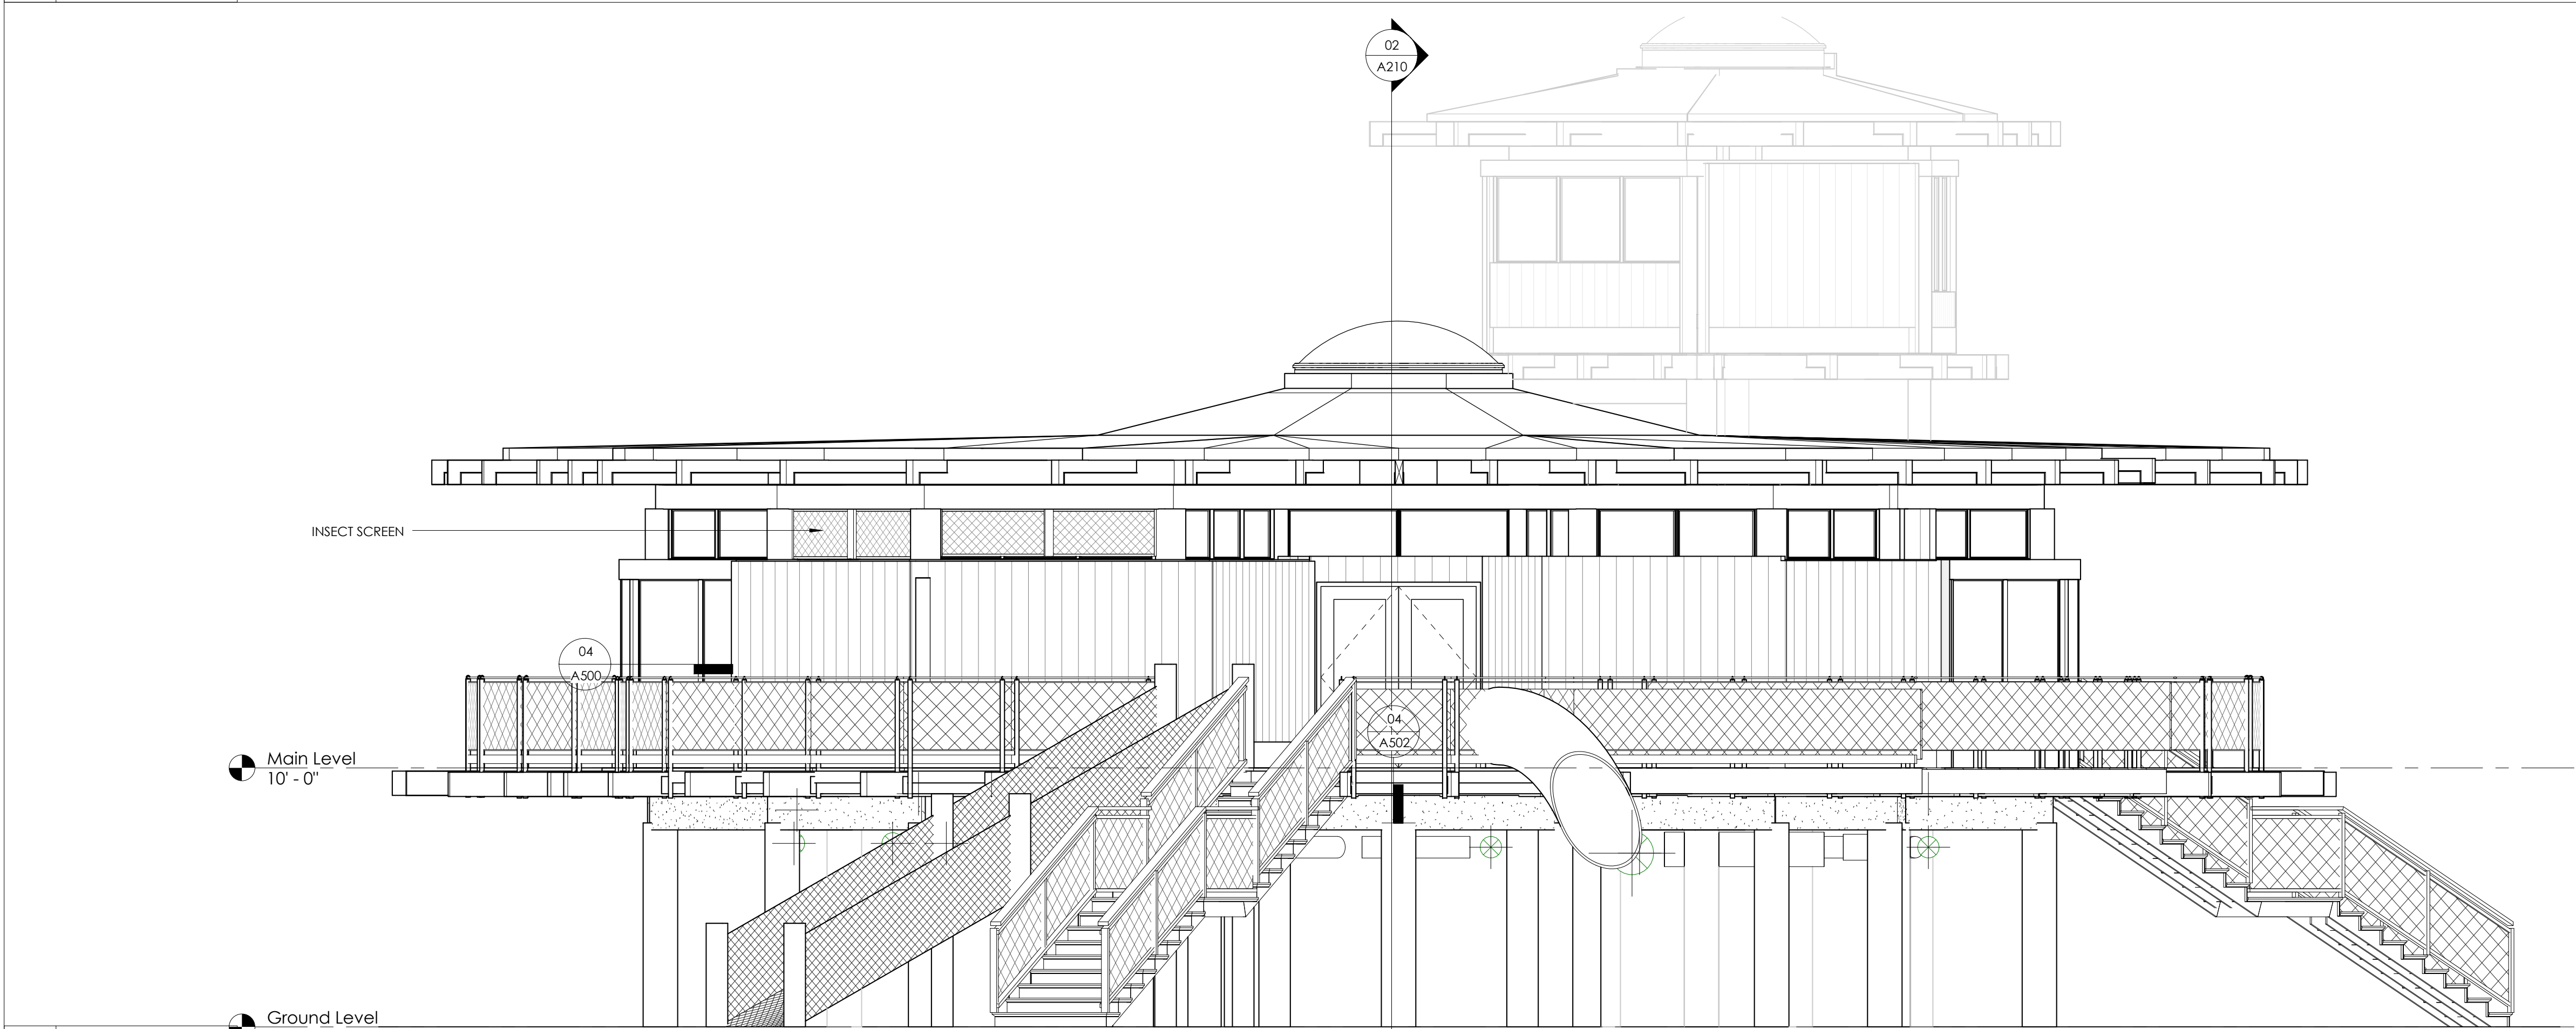 02
A210
INSECT SCREEN
04
A500
04
A502
Main Level
10' - 0"
Ground Level